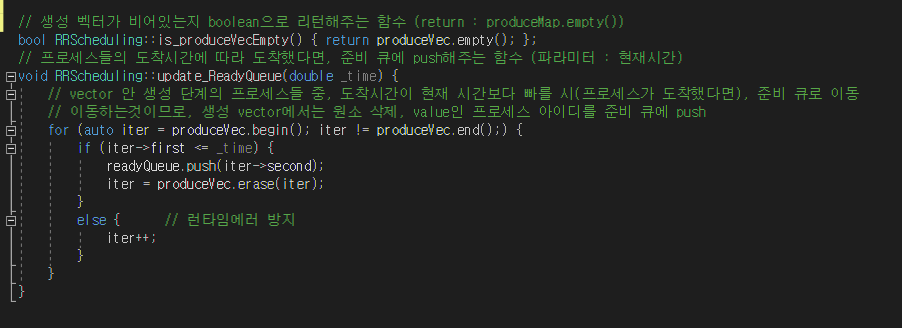 // 생성 벡터가 비어있는지 boolean으로 리턴해주는 함수 (return : produceMap.empty())
bool RRScheduling::is_produceVecEmpty() { return produceVec.empty(); };
// 프로세스들의 도착시간에 따라 도착했다면, 준비 큐에 push해주는 함수 (파라미터 : 현재시간)
void RRScheduling::update_ReadyQueue(double _time) {
// vector 안 생성 단계의 프로세스들 중, 도착시간이 현재 시간보다 빠를 시(프로세스가 도착했다면), 준비 큐로 이동
// 이동하는것이므로, 생성 vector에서는 원소 삭제, value인 프로세스 아이디를 준비 큐에 push
for (auto iter = produceVec.begin(); iter != produceVec.end();) {
if (iter->first <= _time) {
readyQueue.push(iter->second);
iter = produceVec.erase(iter);
}
else { // 런타임에러 방지
iter++;
}
}
}